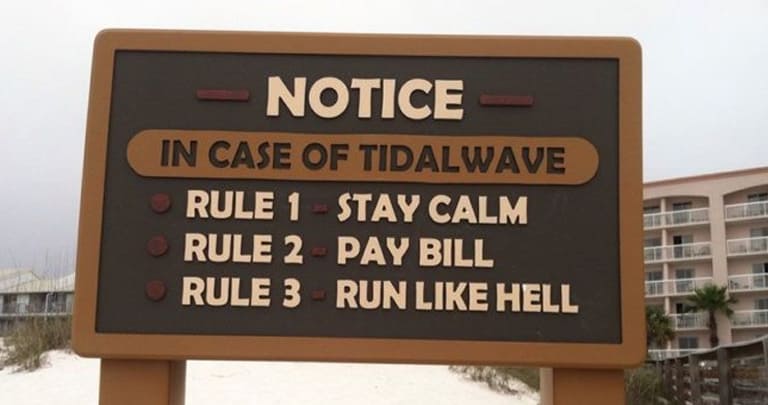 NOTICE
IN CASE OF TIDALWAVE
RULE 1 - STAY CALM
RULE 2 - PAY BILL
RULE 3 - RUN LIKE HELL